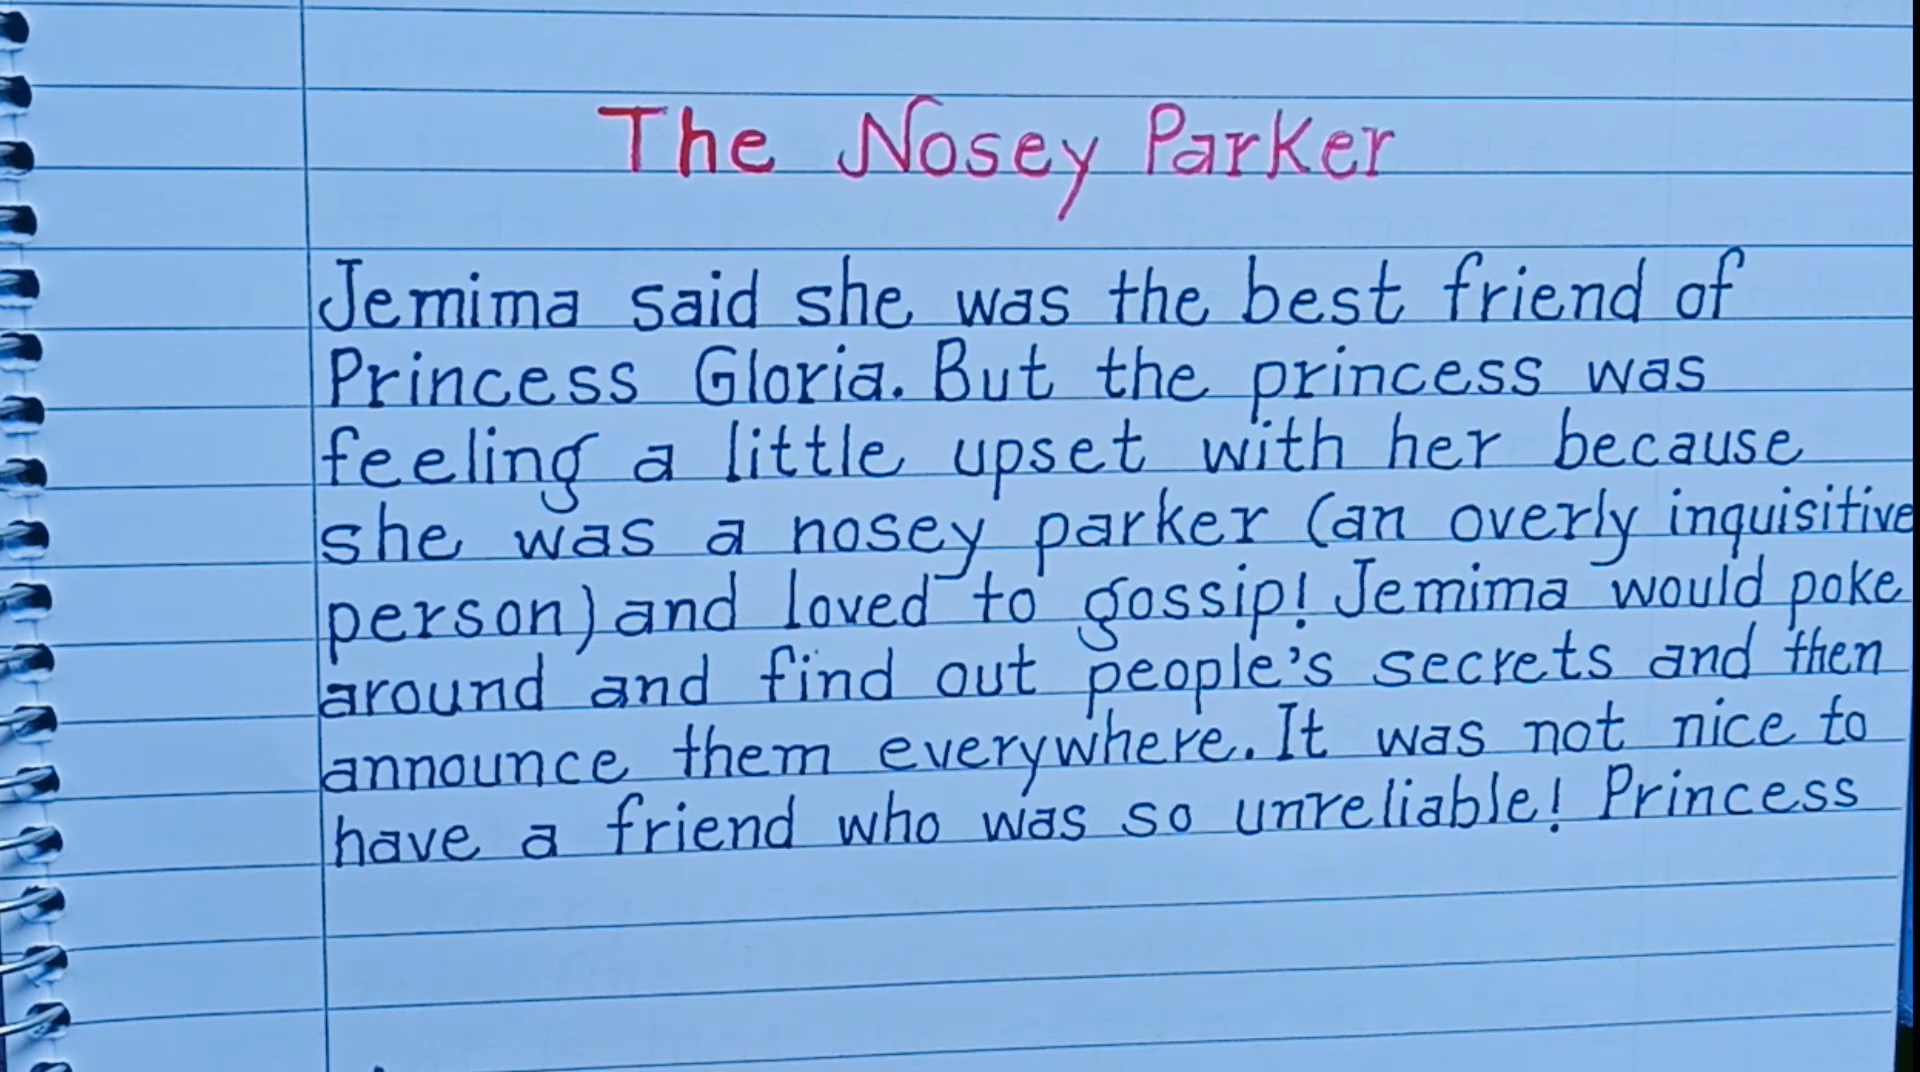 The Nosey Parker
Jemima said she was the best friend of
Princess Gloria. But the princess was
feeling a little upset with her because
she was a nosey parker (an overly inquisitive
person) and loved to gossip! Jemima would poke
around and find out people's secrets and then
announce them everywhere. It was not nice to
have a friend who was so unreliable! Princess